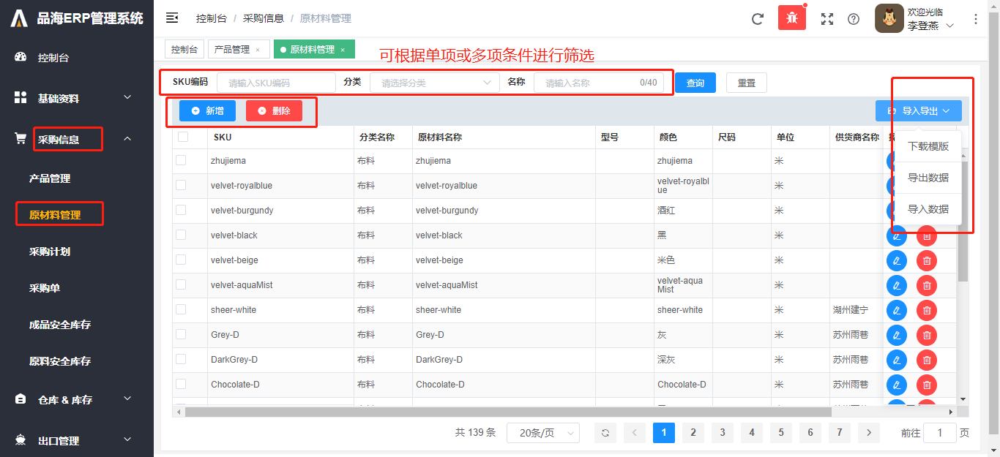 品海ERP管理系统
控制台 / 采购信息 / 原材料管理
欢迎光临
李登燕
控制台
基础资料
采购信息
产品管理
原材料管理
采购计划
采购单
成品安全库存
原料安全库存
仓库 & 库存
出口管理
控制台 产品管理 × 原材料管理 ×
可根据单项或多项条件进行筛选
SKU编码 请输入SKU编码 分类 请选择分类 名称 请输入名称 0/40 查询 重置
新增 删除 导入导出
下载模版
导出数据
导入数据
SKU 分类名称 原材料名称 型号 颜色 尺码 单位 供货商名称
zhujiema 布料 zhujiema zhujiema 米
velvet-royalblue 布料 velvet-royalblue velvet-royalbl 米
ue
velvet-burgundy 布料 velvet-burgundy 酒红 米
velvet-black 布料 velvet-black 黑 米
velvet-beige 布料 velvet-beige 米色 米
velvet-aquaMist 布料 velvet-aquaMist velvet-aqua 米
Mist
sheer-white 布料 sheer-white sheer-white 米 湖州建宁
Grey-D 布料 Grey-D 灰 米 苏州雨巷
DarkGrey-D 布料 DarkGrey-D 深灰 米 苏州雨巷
Chocolate-D 布料 Chocolate-D Chocolate-D 米 苏州雨巷
共 139 条 20条/页 1 2 3 4 5 6 7 前往 1 页